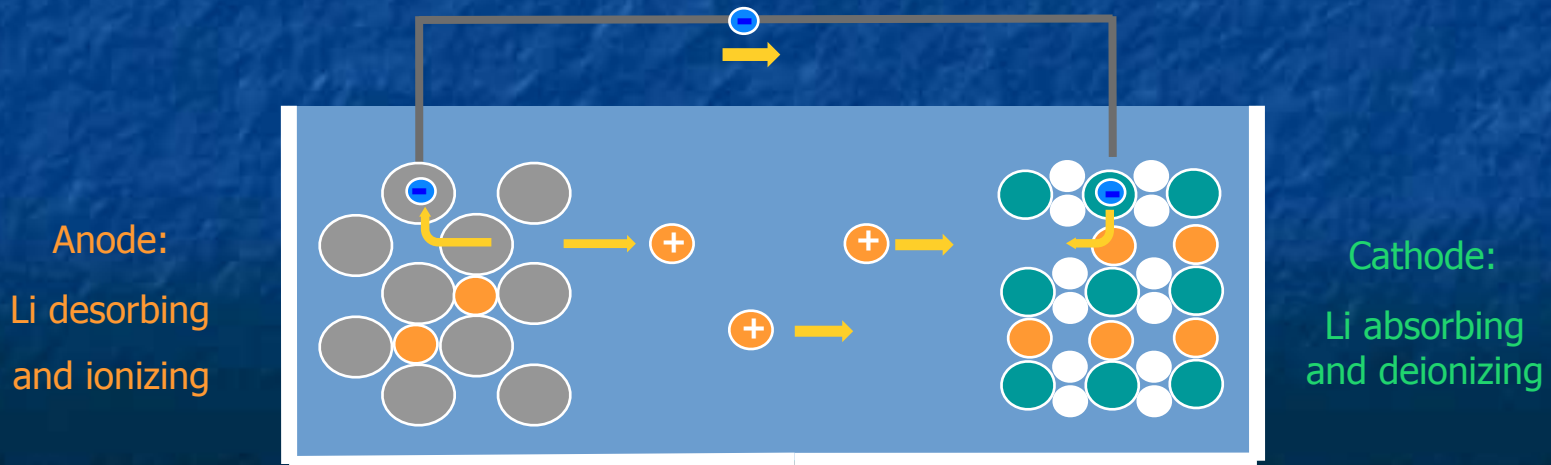 -
-
-
+
+
+
Anode:
Li desorbing
and ionizing
Cathode:
Li absorbing
and deionizing